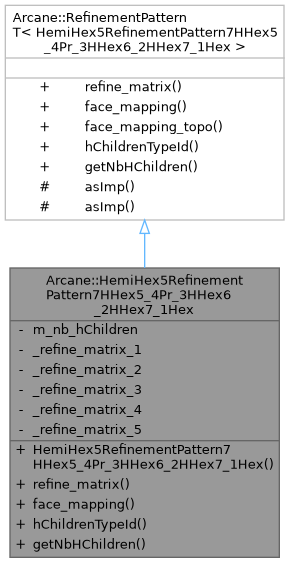 Arcane::RefinementPattern
T< HemiHex5RefinementPattern7HHex5
_4Pr_3HHex6_2HHex7_1Hex >
+ refine_matrix()
+ face_mapping()
+ face_mapping_topo()
+ hChildrenTypeId()
+ getNbHChildren()
# asImp()
# asImp()
Arcane::HemiHex5Refinement
Pattern7HHex5_4Pr_3HHex6
_2HHex7_1Hex
- m_nb_hChildren
- _refine_matrix_1
- _refine_matrix_2
- _refine_matrix_3
- _refine_matrix_4
- _refine_matrix_5
+ HemiHex5RefinementPattern7
HHex5_4Pr_3HHex6_2HHex7_1Hex()
+ refine_matrix()
+ face_mapping()
+ hChildrenTypeId()
+ getNbHChildren()